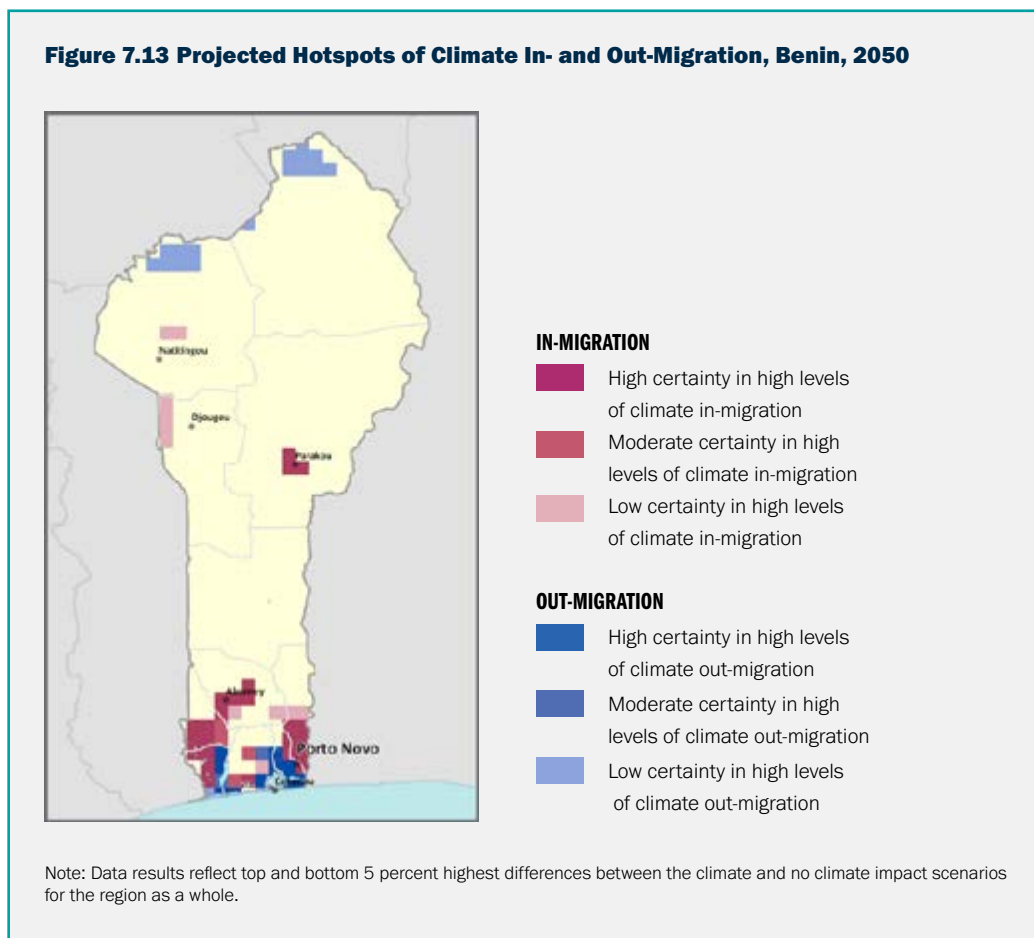 Figure 7.13 Projected Hotspots of Climate In- and Out-Migration, Benin, 2050
Natitingou
Djougou
Parakou
Abomey
Porto Novo
IN-MIGRATION
High certainty in high levels
of climate in-migration
Moderate certainty in high
levels of climate in-migration
Low certainty in high levels
of climate in-migration
OUT-MIGRATION
High certainty in high levels
of climate out-migration
Moderate certainty in high
levels of climate out-migration
Low certainty in high levels
of climate out-migration
Note: Data results reflect top and bottom 5 percent highest differences between the climate and no climate impact scenarios
for the region as a whole.